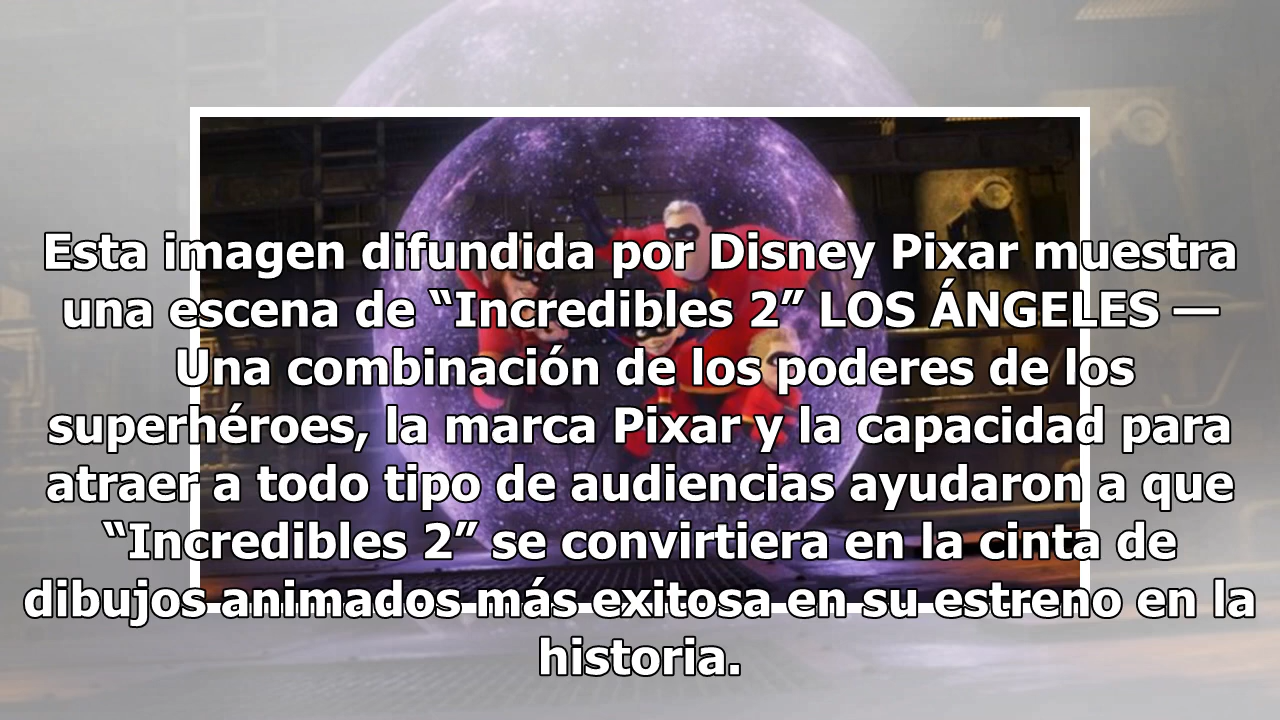 Esta imagen difundida por Disney Pixar muestra
una escena de “Incredibles 2” LOS ÁNGELES —
Una combinación de los poderes de los
superhéroes, la marca Pixar y la capacidad para
atraer a todo tipo de audiencias ayudaron a que
“Incredibles 2” se convirtiera en la cinta de
dibujos animados más exitosa en su estreno en la
historia.